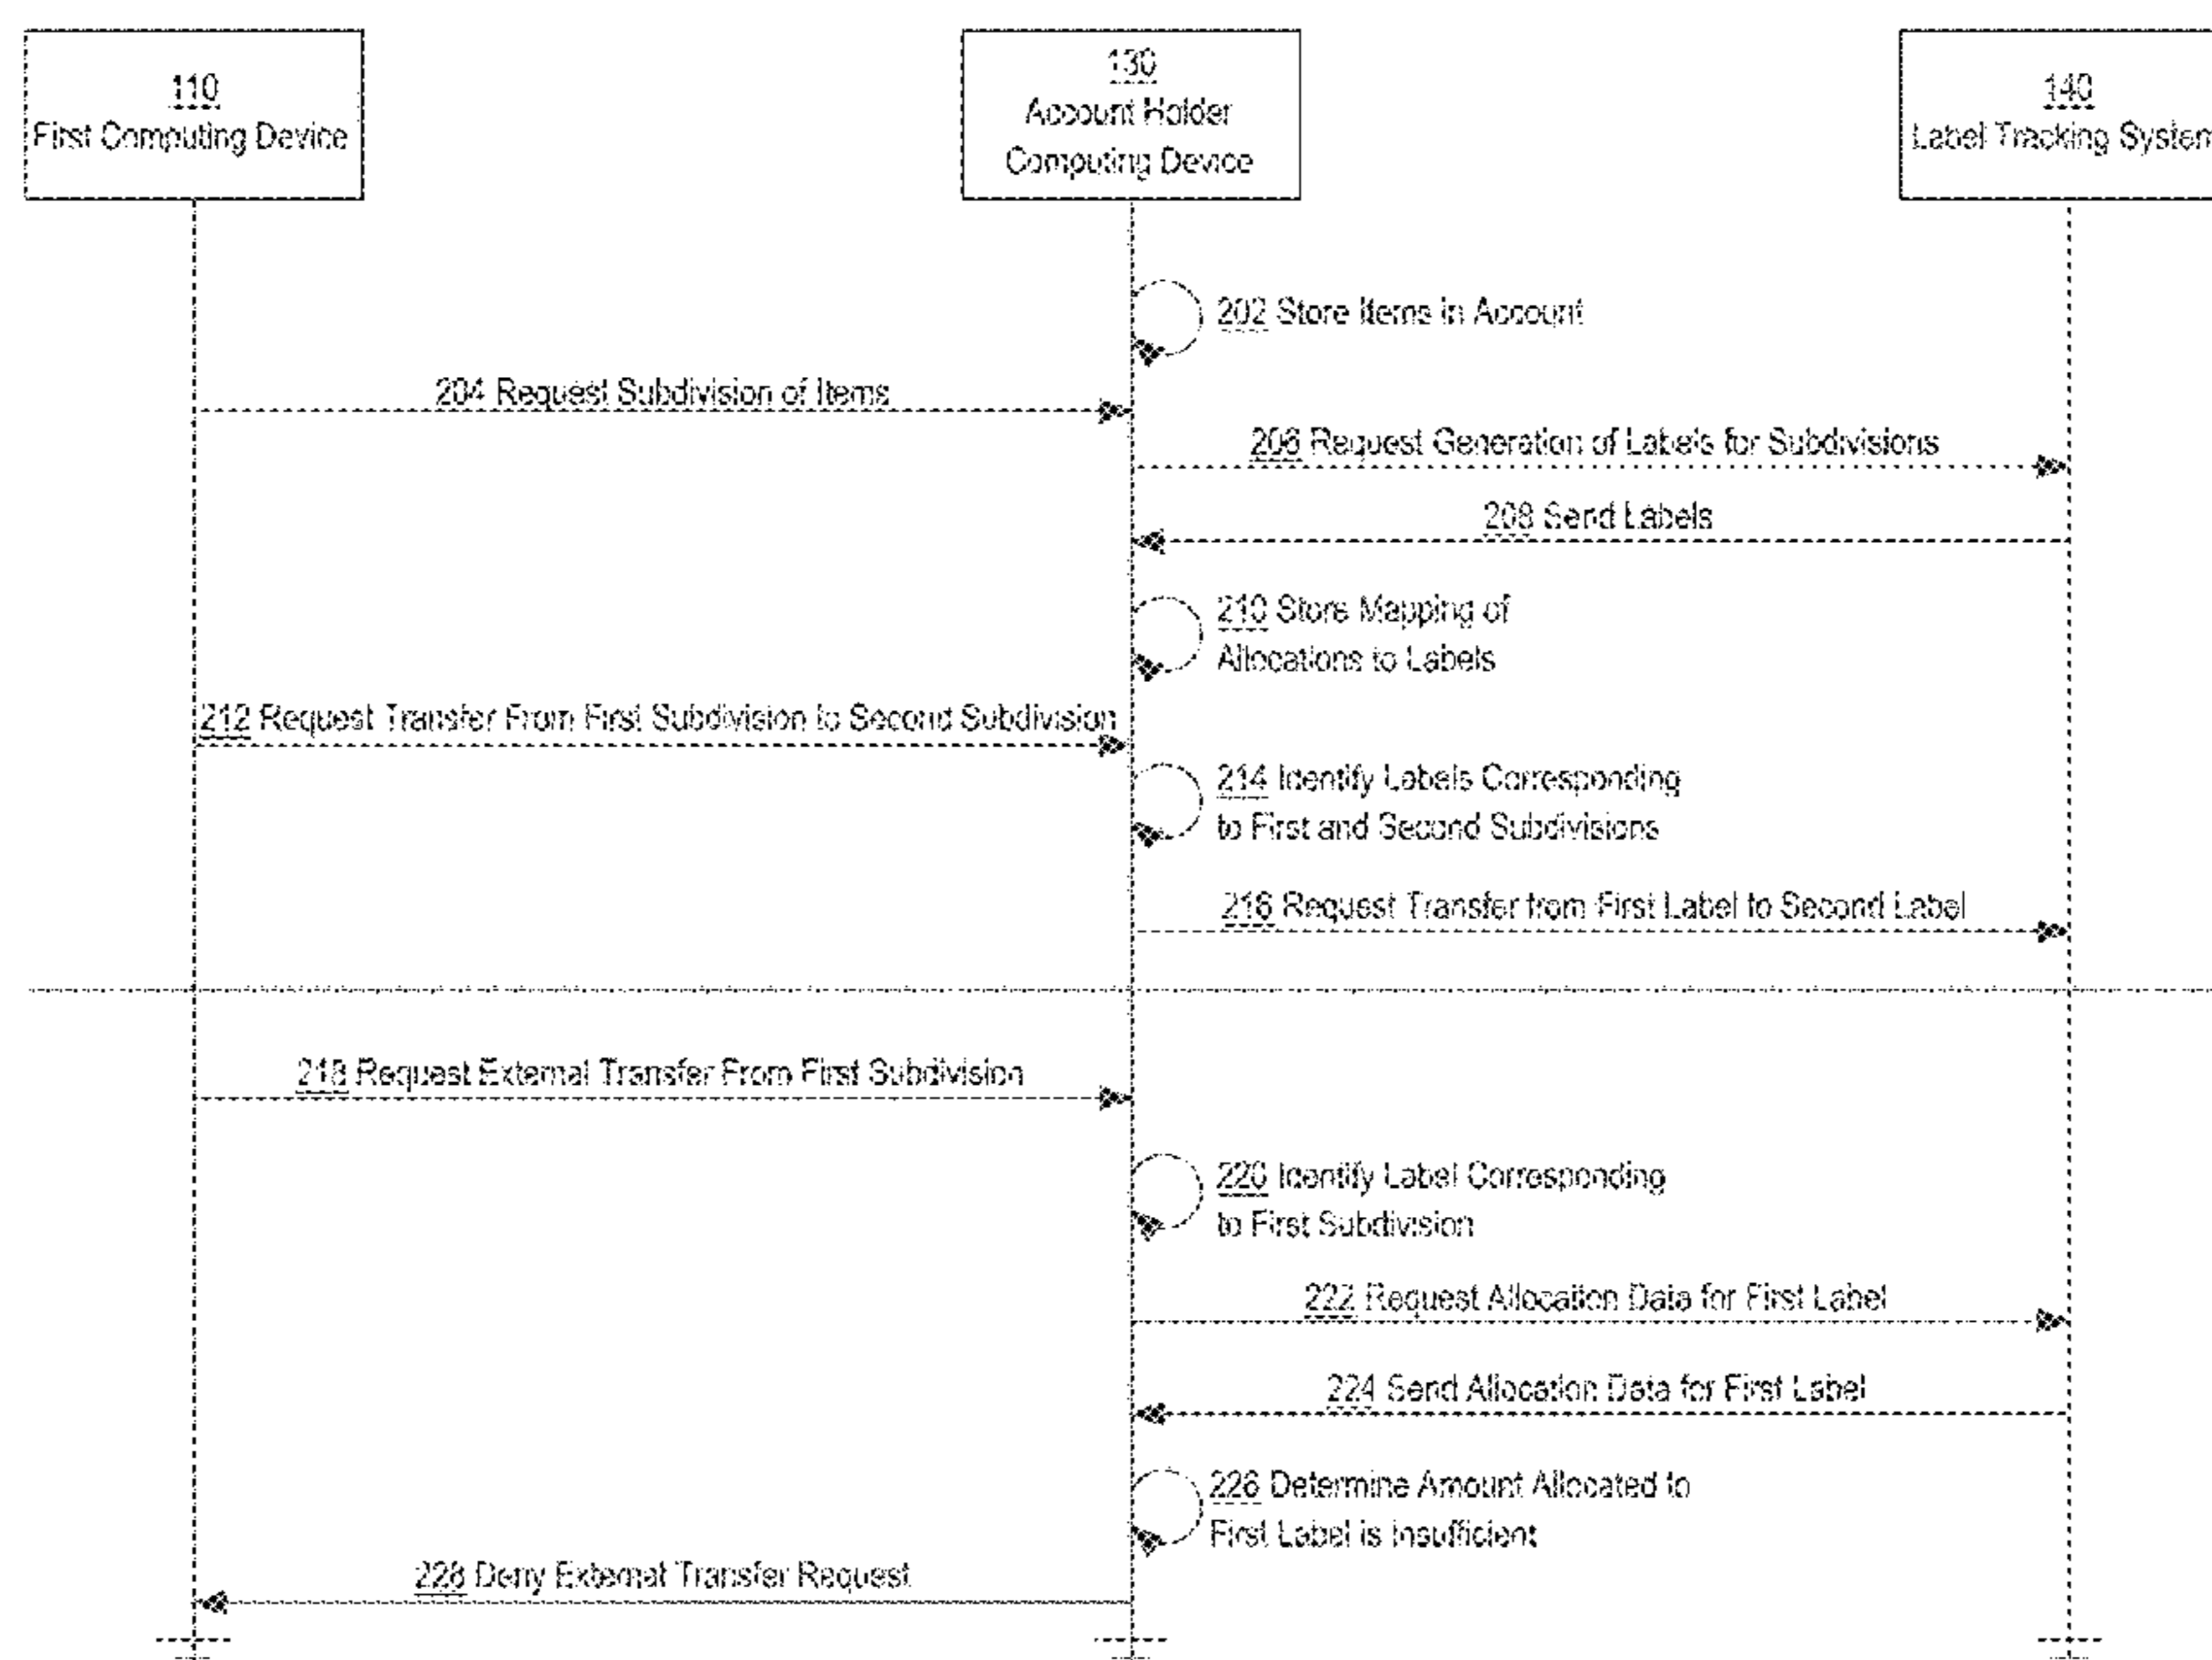 110
First Computing Device
130
Account Holder
Computing Device
140
Label Tracking System
202 Store Items in Account
204 Request Subdivision of Items
206 Request Generation of Labels for Subdivisions
208 Send Labels
210 Store Mapping of
Allocations to Labels
212 Request Transfer From First Subdivision to Second Subdivision
214 Identify Labels Corresponding
to First and Second Subdivisions
216 Request Transfer from First Label to Second Label
218 Request External Transfer From First Subdivision
220 Identify Label Corresponding
to First Subdivision
222 Request Allocation Data for First Label
224 Send Allocation Data for First Label
226 Determine Amount Allocated to
First Label is Insufficient
228 Deny External Transfer Request